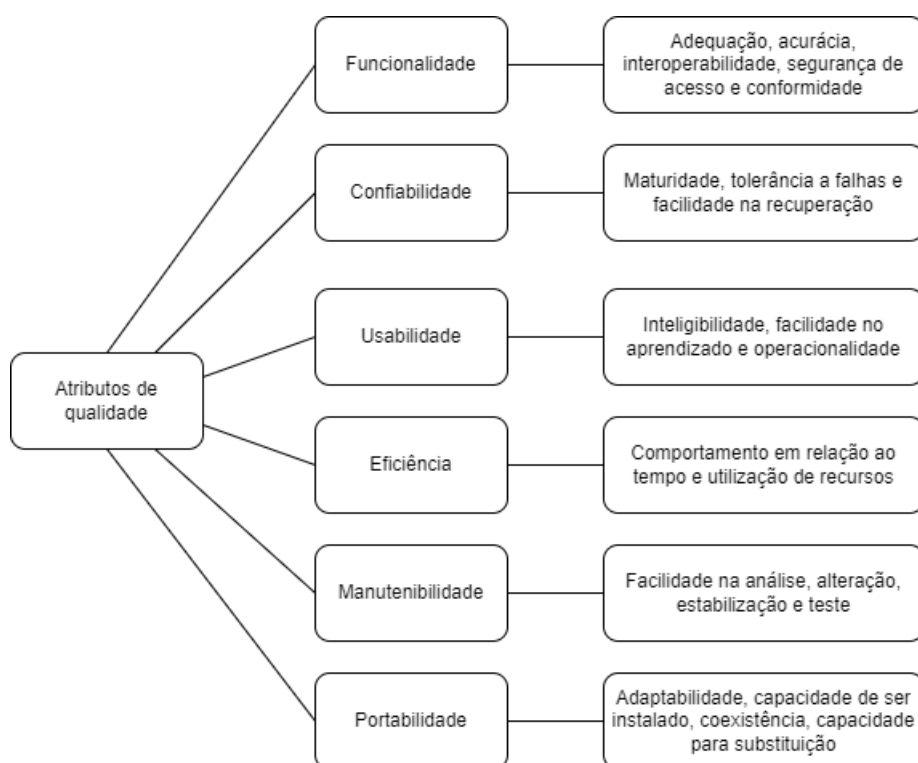 Funcionalidade
Adequação, acurácia,
interoperabilidade, segurança de
acesso e conformidade
Confiabilidade
Maturidade, tolerância a falhas e
facilidade na recuperação
Usabilidade
Inteligibilidade, facilidade no
aprendizado e operacionalidade
Atributos de
qualidade
Eficiência
Comportamento em relação ao
tempo e utilização de recursos
Manutenibilidade
Facilidade na análise, alteração,
estabilização e teste
Portabilidade
Adaptabilidade, capacidade de ser
instalado, coexistência, capacidade
para substituição